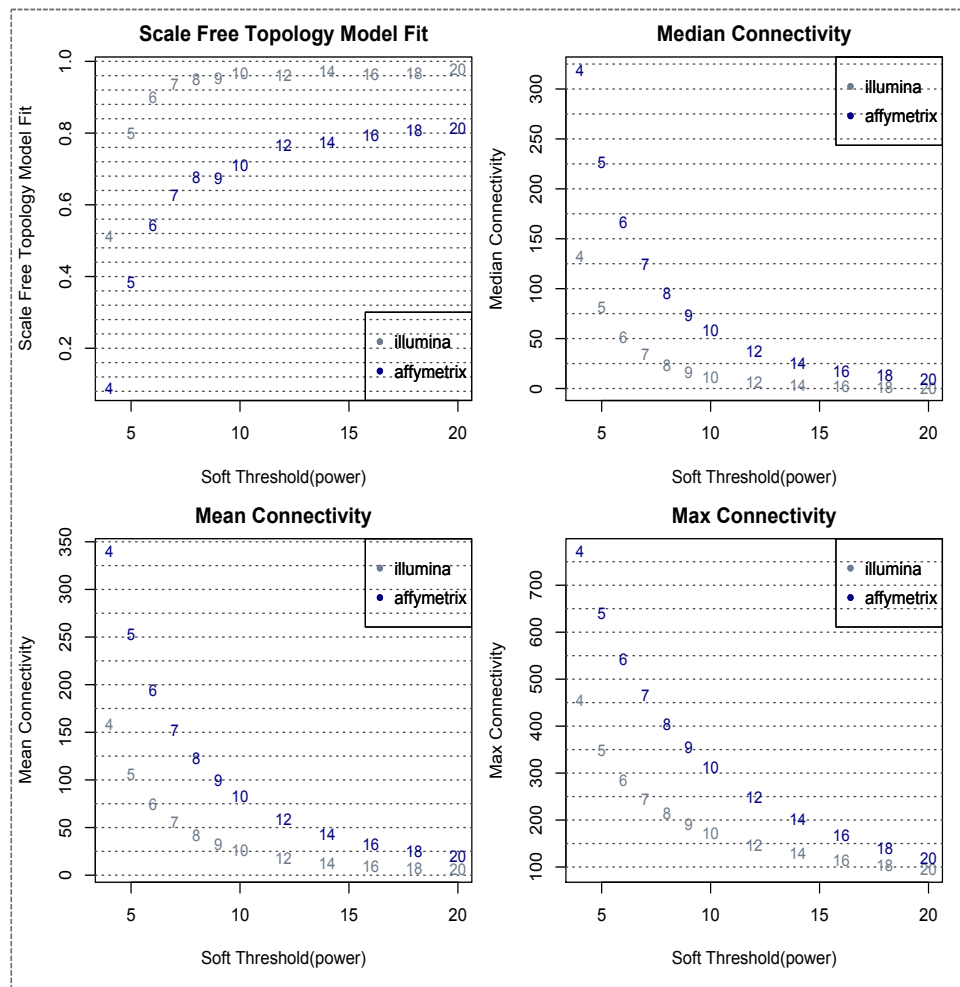 Scale Free Topology Model Fit
Scale Free Topology Model Fit
1.0
0.8
0.6
0.4
0.2
4 5 6 7 8 9 10 12 14 16 18 20
4 5 6 7 8 9 10 12 14 16 18 20
illumina
affymetrix
5 10 15 20
Soft Threshold(power)
Median Connectivity
Median Connectivity
300
250
200
150
100
50
0
4 5 6 7 8 9 10 12 14 16 18 20
4 5 6 7 8 9 10 12 14 16 18 20
illumina
affymetrix
5 10 15 20
Soft Threshold(power)
Mean Connectivity
Mean Connectivity
350
300
250
200
150
100
50
0
4 5 6 7 8 9 10 12 14 16 18 20
4 5 6 7 8 9 10 12 14 16 18 20
illumina
affymetrix
5 10 15 20
Soft Threshold(power)
Max Connectivity
Max Connectivity
700
600
500
400
300
200
100
4 5 6 7 8 9 10 12 14 16 18 20
4 5 6 7 8 9 10 12 14 16 18 20
illumina
affymetrix
5 10 15 20
Soft Threshold(power)